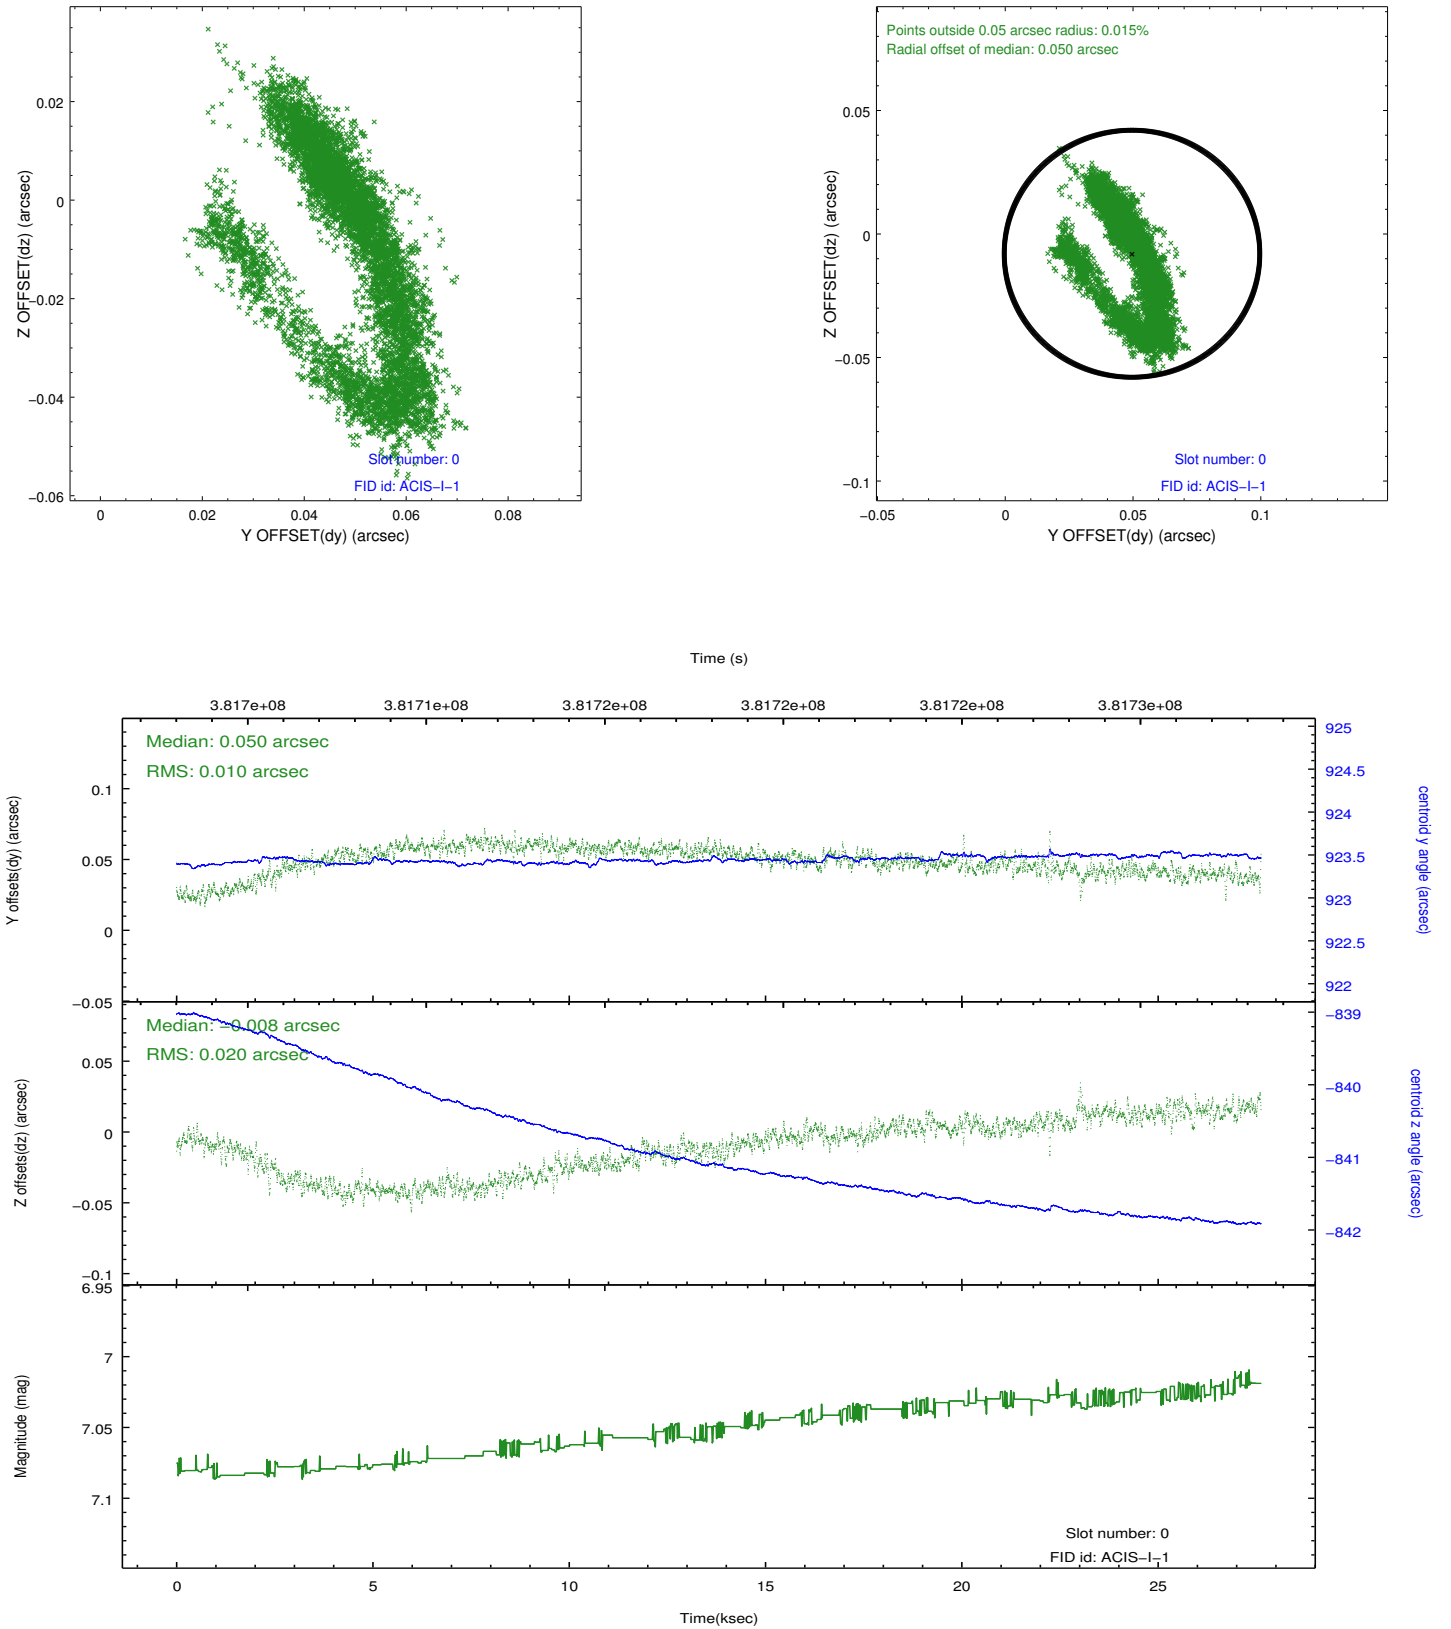 0.02
0
−0.02
−0.04
−0.06
Z OFFSET(dz) (arcsec)
0
0.02
0.04
0.06
0.08
Y OFFSET(dy) (arcsec)
Slot number: 0
FID id: ACIS−I−1
Points outside 0.05 arcsec radius: 0.015%
Radial offset of median: 0.050 arcsec
0.05
0
−0.05
−0.1
Z OFFSET(dz) (arcsec)
−0.05
0
0.05
0.1
Y OFFSET(dy) (arcsec)
Slot number: 0
FID id: ACIS−I−1
Time (s)
3.817e+08
3.8171e+08
3.8172e+08
3.8172e+08
3.8172e+08
3.8173e+08
Median: 0.050 arcsec
RMS: 0.010 arcsec
0.1
0.05
0
−0.05
Y offsets(dy) (arcsec)
925
924.5
924
923.5
923
922.5
922
centroid y angle (arcsec)
Median: −0.008 arcsec
RMS: 0.020 arcsec
0.05
0
−0.05
−0.1
Z offsets(dz) (arcsec)
−839
−840
−841
−842
centroid z angle (arcsec)
6.95
7
7.05
7.1
Magnitude (mag)
Slot number: 0
FID id: ACIS−I−1
0
5
10
15
20
25
Time(ksec)